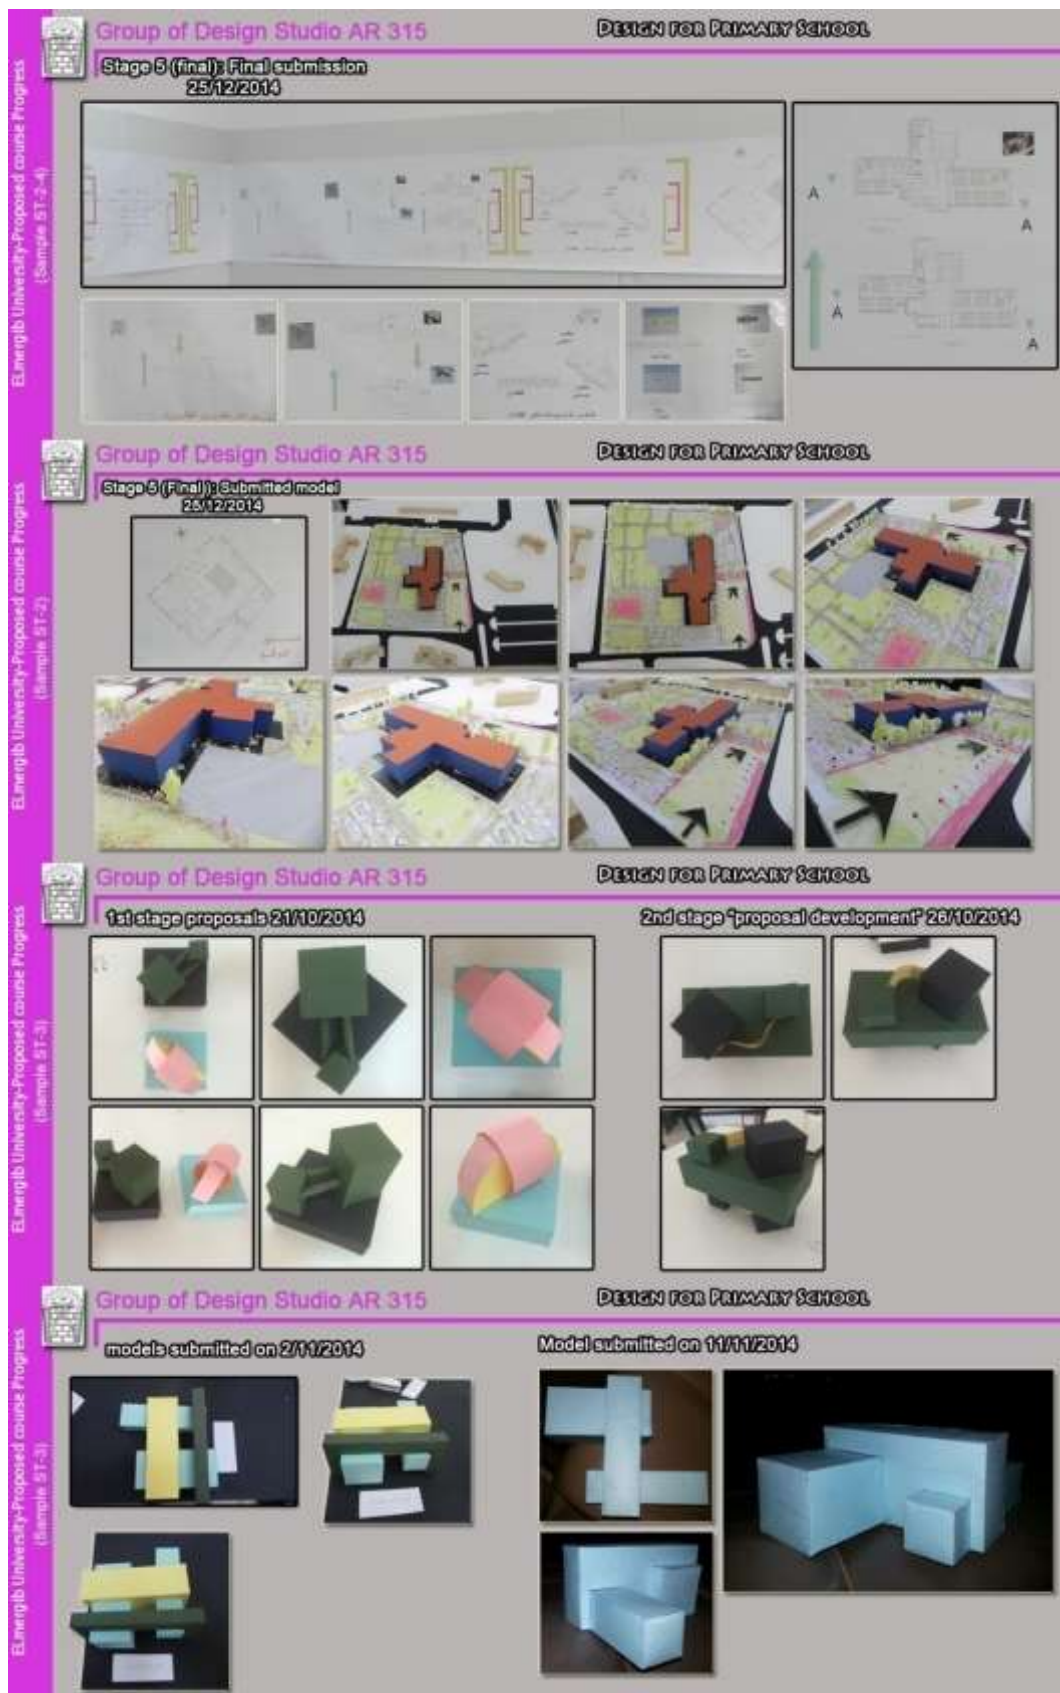 Group of Design Studio AR 315
DESIGN FOR PRIMARY SCHOOL
Stage 5 (final): Final submission
25/12/2014
ELmergib University-Proposed course Progress
(Sample ST-2-4)
A
A
A
A
Group of Design Studio AR 315
DESIGN FOR PRIMARY SCHOOL
Stage 5 (Final): Submitted model
25/12/2014
ELmergib University-Proposed course Progress
(Sample ST-2)
Group of Design Studio AR 315
DESIGN FOR PRIMARY SCHOOL
1st stage proposals 21/10/2014
2nd stage "proposal development" 26/10/2014
ELmergib University-Proposed course Progress
(Sample ST-3)
Group of Design Studio AR 315
DESIGN FOR PRIMARY SCHOOL
models submitted on 2/11/2014
Model submitted on 11/11/2014
ELmergib University-Proposed course Progress
(Sample ST-3)